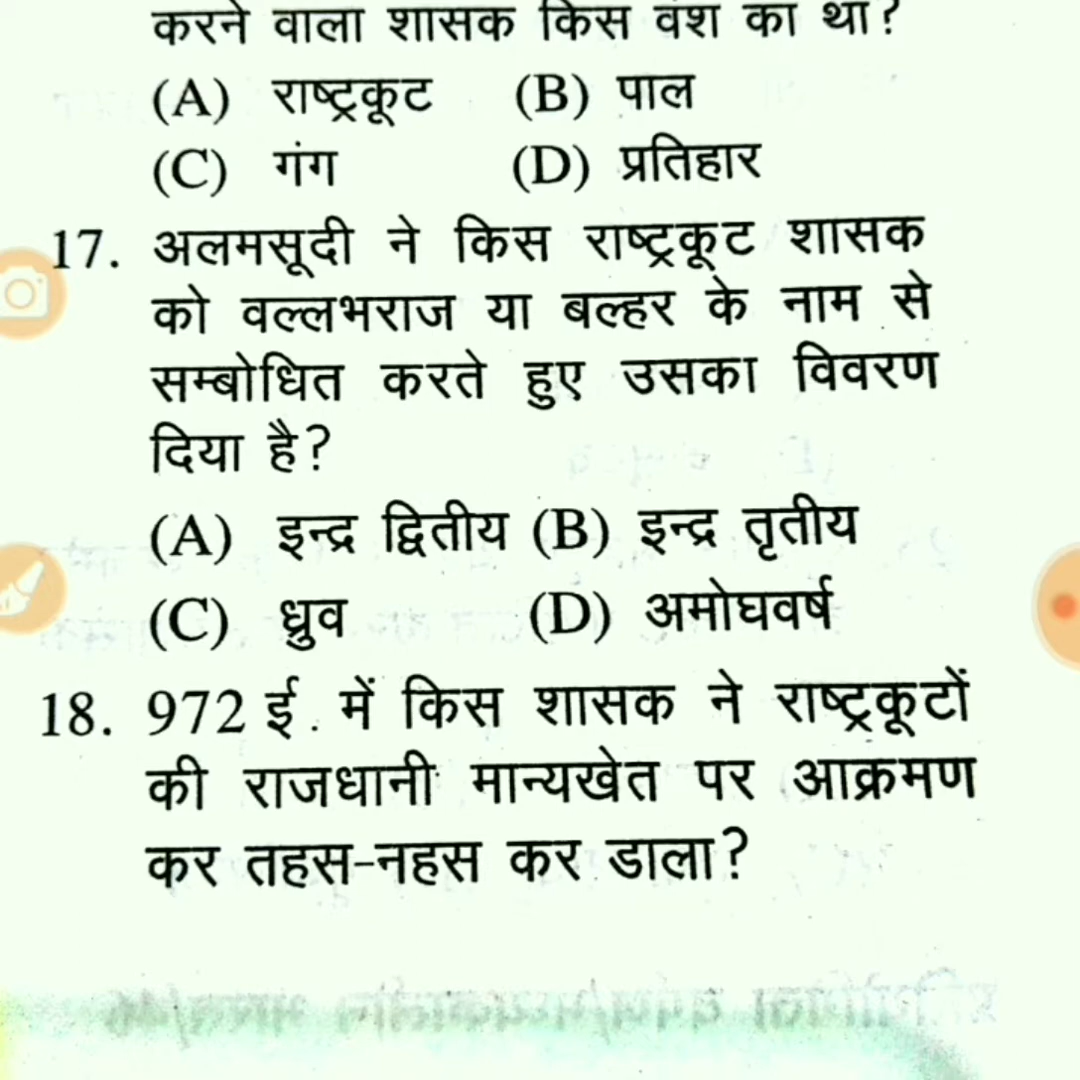 करने वाला शासक किस वंश का था?
(A) राष्ट्रकूट (B) पाल
(C) गंग (D) प्रतिहार
17. अलमसूदी ने किस राष्ट्रकूट शासक
को वल्लभराज या बल्हर के नाम से
सम्बोधित करते हुए उसका विवरण
दिया है?
(A) इन्द्र द्वितीय (B) इन्द्र तृतीय
(C) ध्रुव (D) अमोघवर्ष
18. 972 ई. में किस शासक ने राष्ट्रकूटों
की राजधानी मान्यखेत पर आक्रमण
कर तहस-नहस कर डाला?